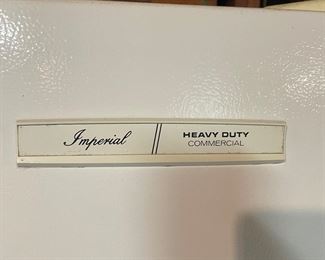 Imperial // HEAVY DUTY
COMMERCIAL